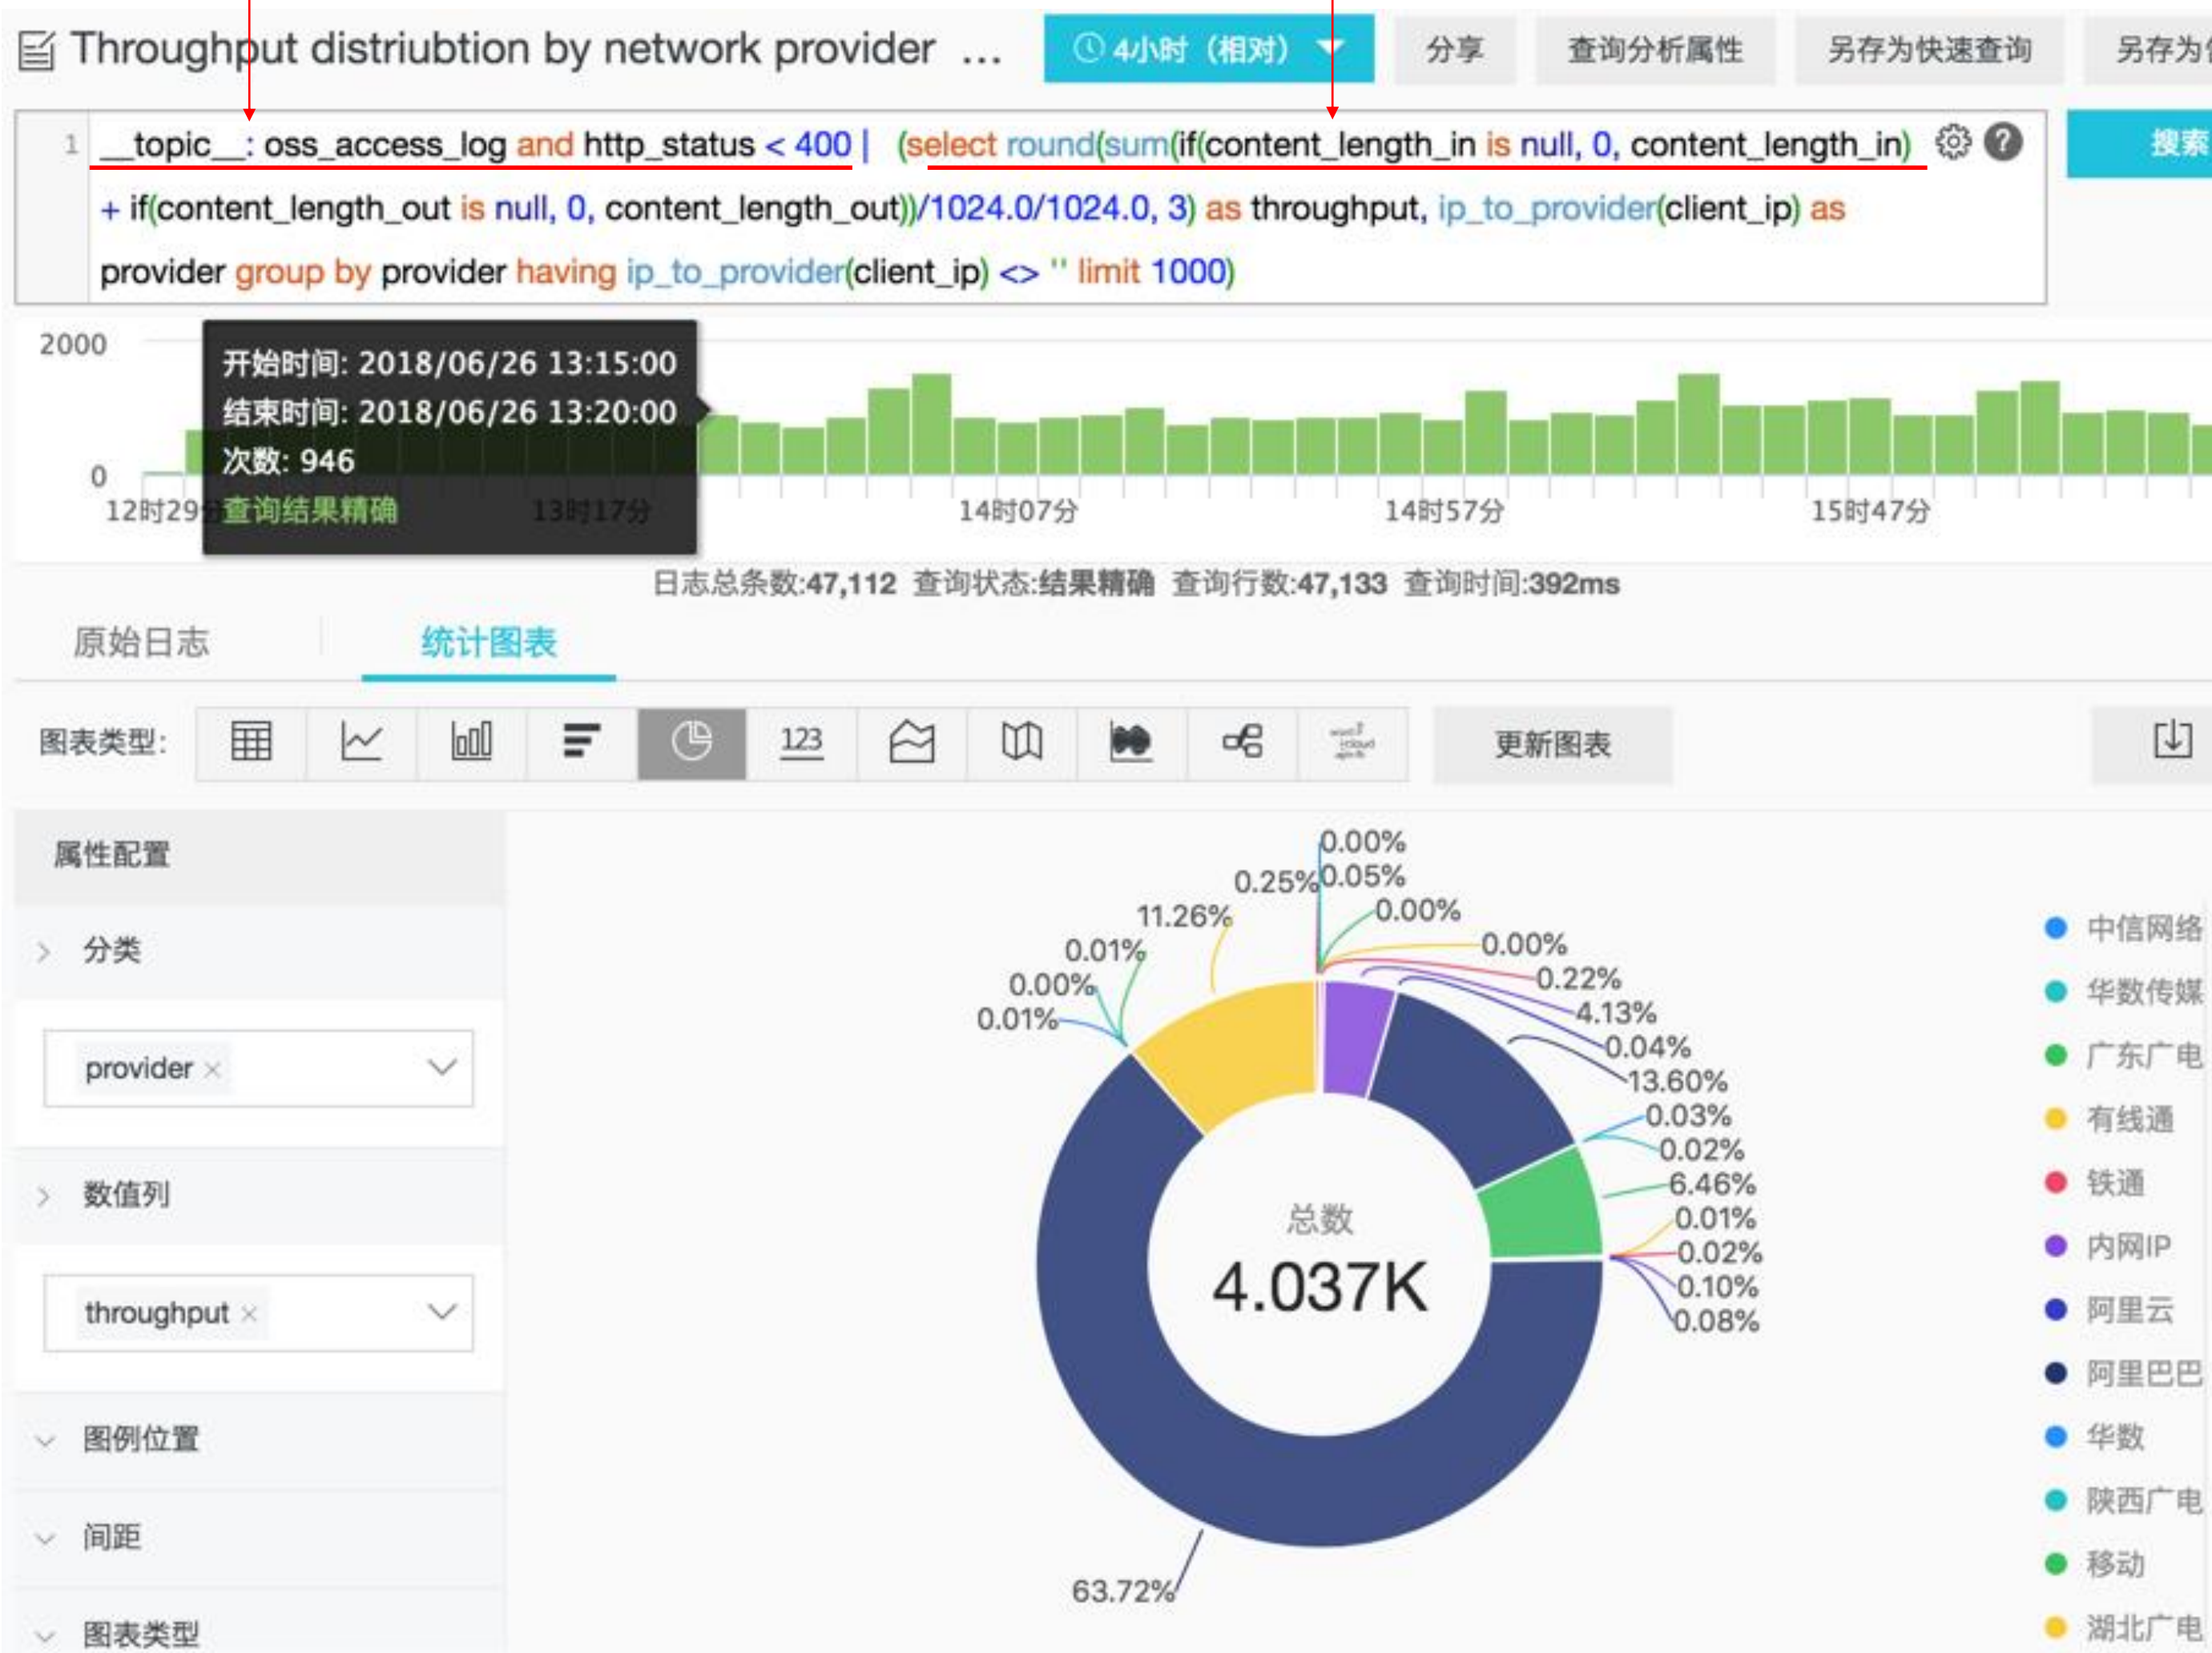 Throughput distriubtion by network provider ...
4小时（相对）
分享
查询分析属性
另存为快速查询
另存为
1
__topic__: oss_access_log and http_status < 400 | (select round(sum(if(content_length_in is null, 0, content_length_in)
+ if(content_length_out is null, 0, content_length_out))/1024.0/1024.0, 3) as throughput, ip_to_provider(client_ip) as
provider group by provider having ip_to_provider(client_ip) <> '' limit 1000)
?
搜索
2000
0
开始时间: 2018/06/26 13:15:00
结束时间: 2018/06/26 13:20:00
次数: 946
查询结果精确
12时29
13时17分
14时07分
14时57分
15时47分
日志总条数:47,112 查询状态:结果精确 查询行数:47,133 查询时间:392ms
原始日志
统计图表
图表类型:
123
更新图表
属性配置
分类
provider ×
数值列
throughput ×
图例位置
间距
图表类型
0.00%
0.05%
0.25%
0.00%
11.26%
0.00%
0.01%
0.22%
0.00%
4.13%
0.01%
0.04%
13.60%
0.03%
0.02%
6.46%
0.01%
0.02%
0.10%
0.08%
总数
4.037K
63.72%
中信网络
华数传媒
广东广电
有线通
铁通
内网IP
阿里云
阿里巴巴
华数
陕西广电
移动
湖北广电